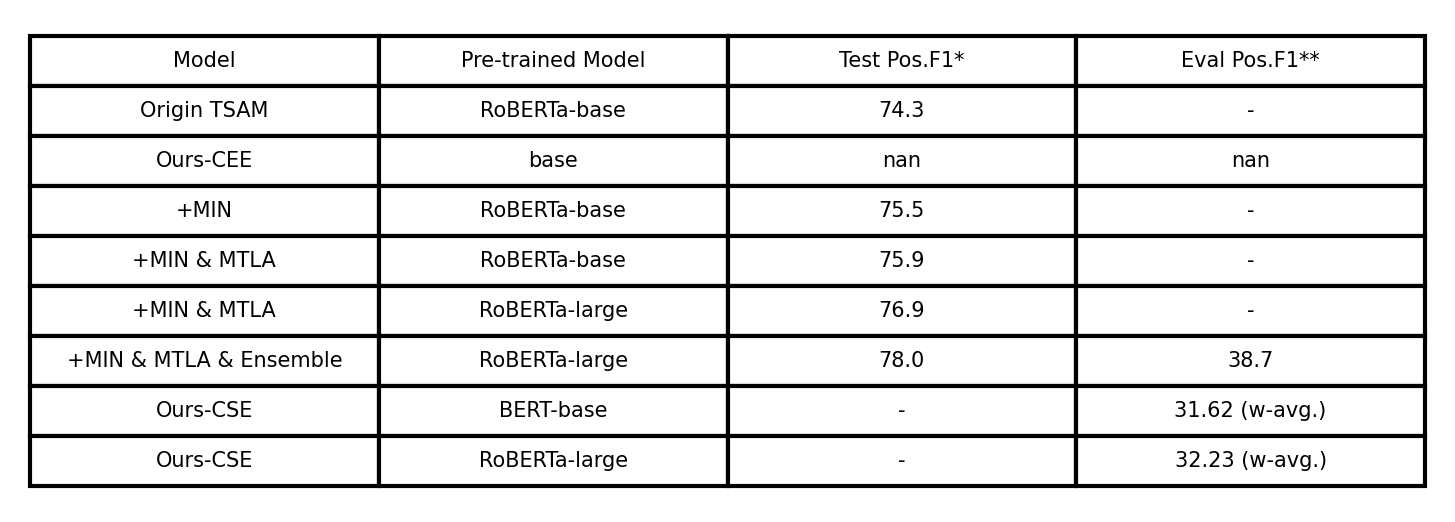 Model Pre-trained Model Test Pos.F1* Eval Pos.F1**
Origin TSAM RoBERTa-base 74.3 -
Ours-CEE base nan nan
+MIN RoBERTa-base 75.5 -
+MIN & MTLA RoBERTa-base 75.9 -
+MIN & MTLA RoBERTa-large 76.9 -
+MIN & MTLA & Ensemble RoBERTa-large 78.0 38.7
Ours-CSE BERT-base - 31.62 (w-avg.)
Ours-CSE RoBERTa-large - 32.23 (w-avg.)